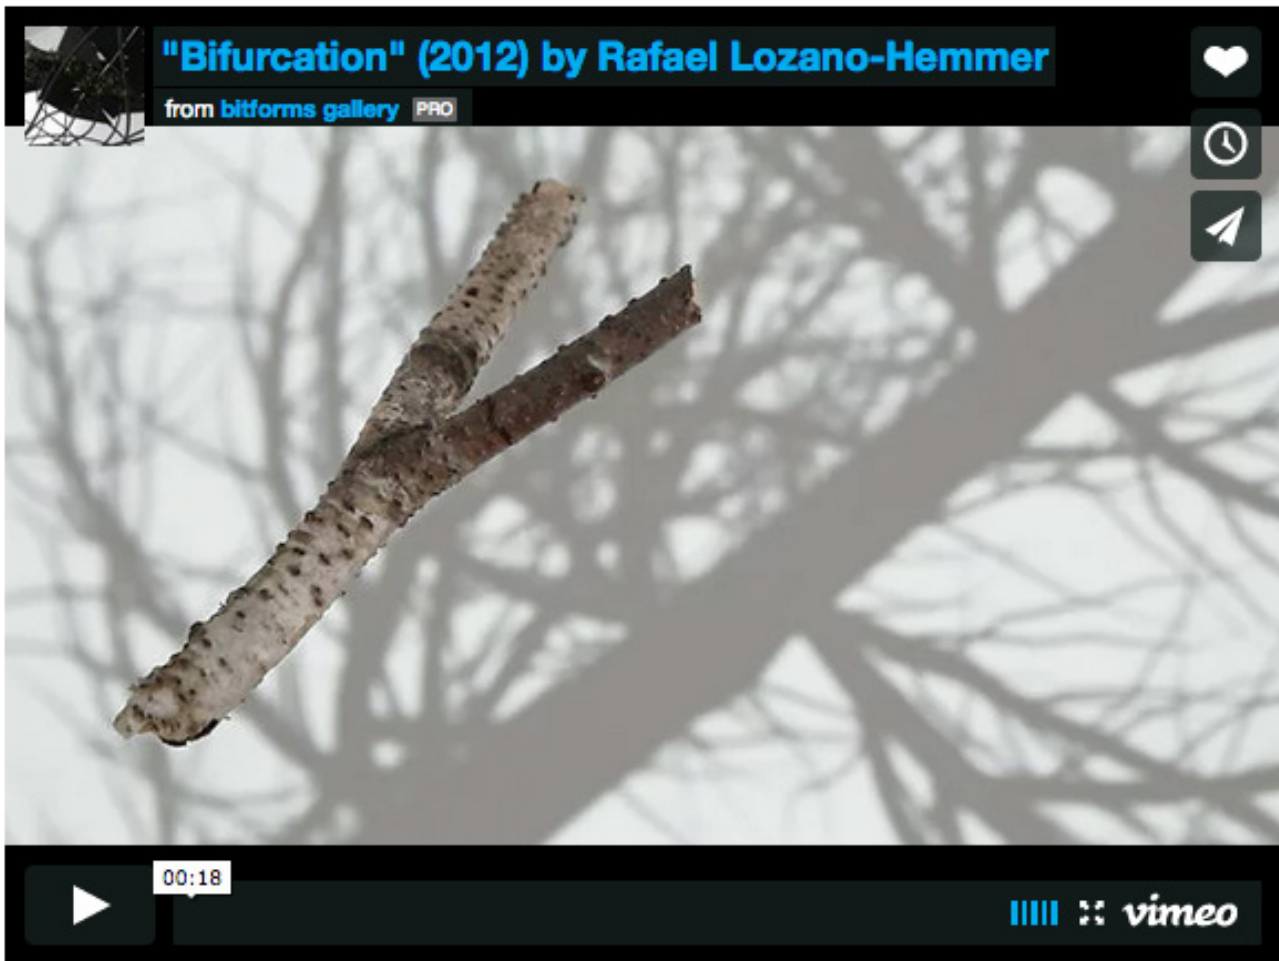 "Bifurcation" (2012) by Rafael Lozano-Hemmer
from bitforms gallery PRO
00:18
vimeo